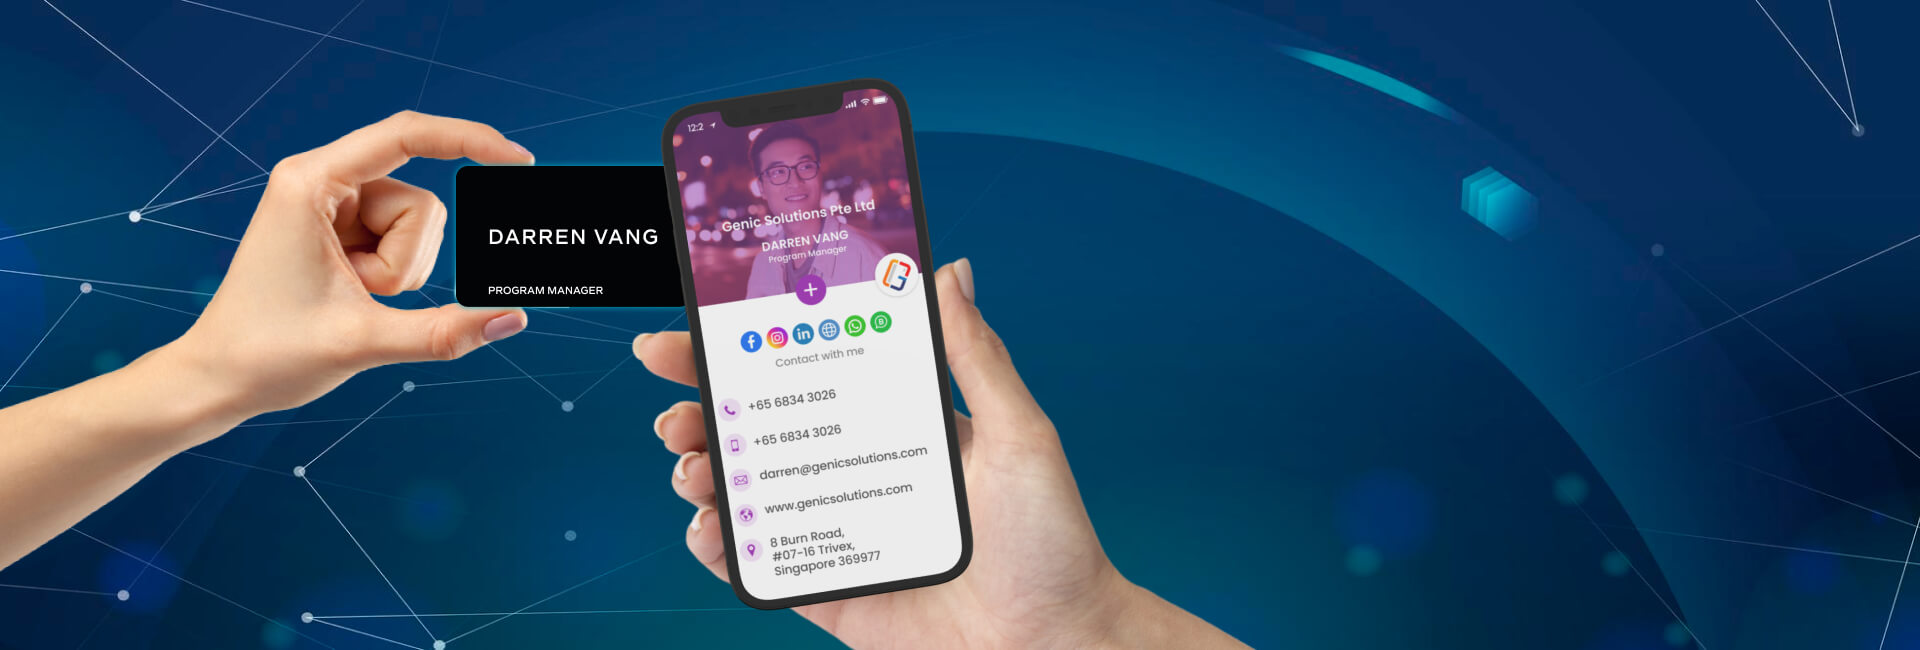 DARREN VANG
PROGRAM MANAGER
12:2
Genic Solutions Pte Ltd
DARREN VANG
Program Manager
Contact with me
+65 6834 3026
+65 6834 3026
darren@genicsolutions.com
www.genicsolutions.com
8 Burn Road,
#07-16 Trivex,
Singapore 369977